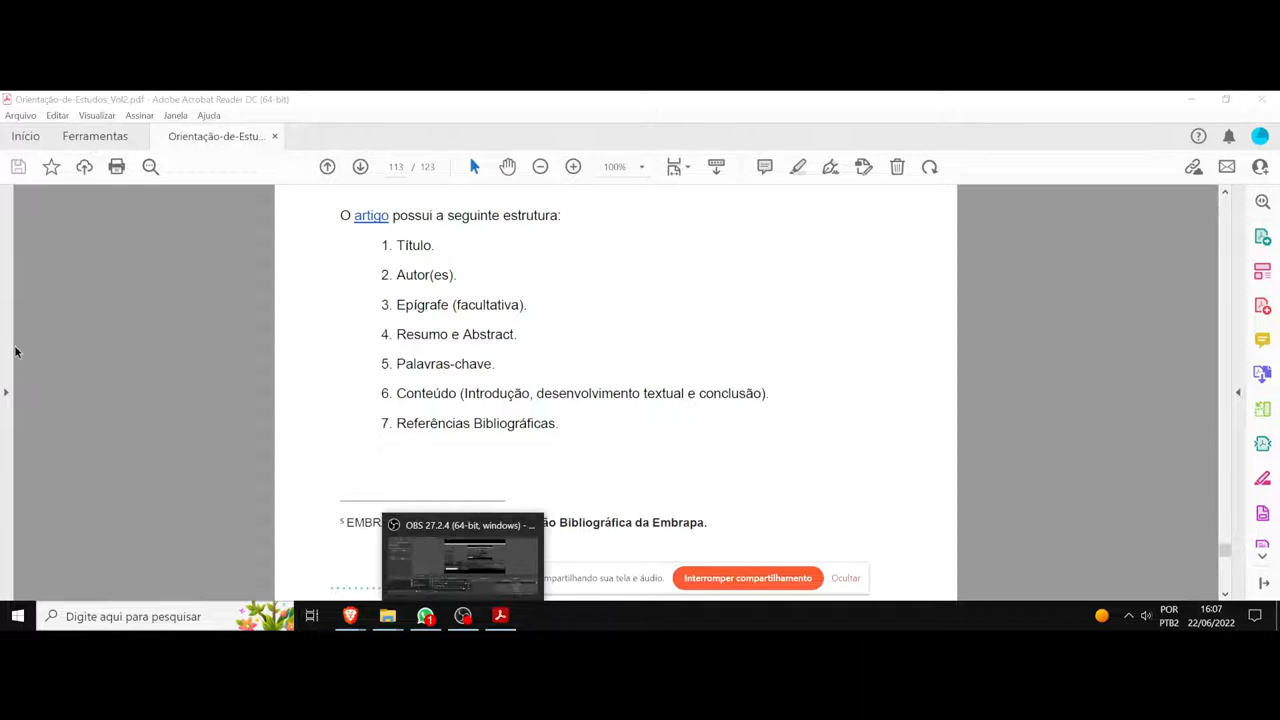 Orientação-de-Estudos_Vol2.pdf - Adobe Acrobat Reader DC (64-bit)
Arquivo Editar Visualizar Assinar Janela Ajuda
Início Ferramentas Orientação-de-Estu... ×
113 / 123 100%
O artigo possui a seguinte estrutura:
1. Título.
2. Autor(es).
3. Epígrafe (facultativa).
4. Resumo e Abstract.
5. Palavras-chave.
6. Conteúdo (Introdução, desenvolvimento textual e conclusão).
7. Referências Bibliográficas.
OBS 27.2.4 (64-bit, windows) - ...
5 Bibliográfica da Embrapa.
sua tela e áudio. Interromper compartilhamento Ocultar
Digite aqui para pesquisar
1
POR
PTB2
16:07
22/06/2022